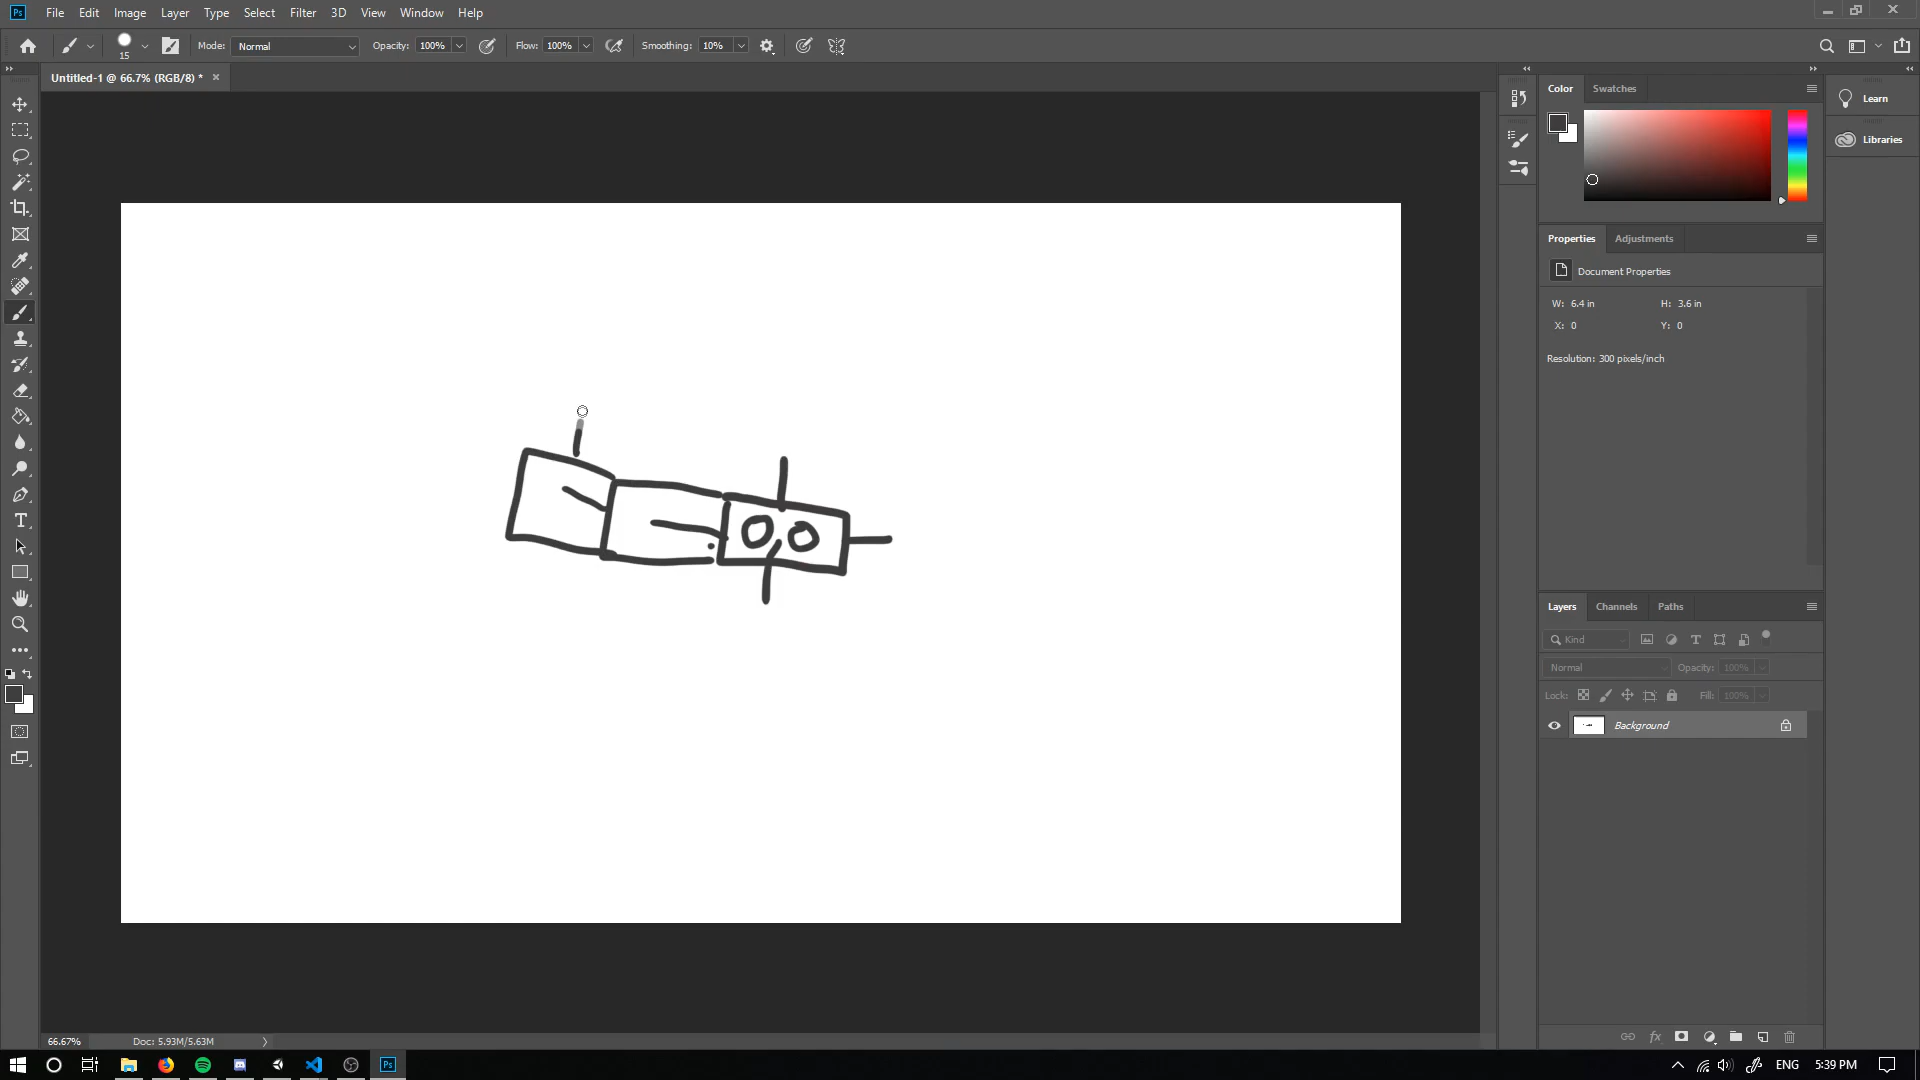 Ps File Edit Image Layer Type Select Filter 3D View Window Help
15 Mode: Normal Opacity: 100% Flow: 100% Smoothing: 10%
Untitled-1 @ 66.7% (RGB/8) * ×
Color Swatches
Learn
Libraries
Properties Adjustments
Document Properties
W: 6.4 in H: 3.6 in
X: 0 Y: 0
Resolution: 300 pixels/inch
Layers Channels Paths
Kind
Normal Opacity: 100%
Lock: Fill: 100%
Background
66.67% Doc: 5.93M/5.63M
Ps ENG 5:39 PM